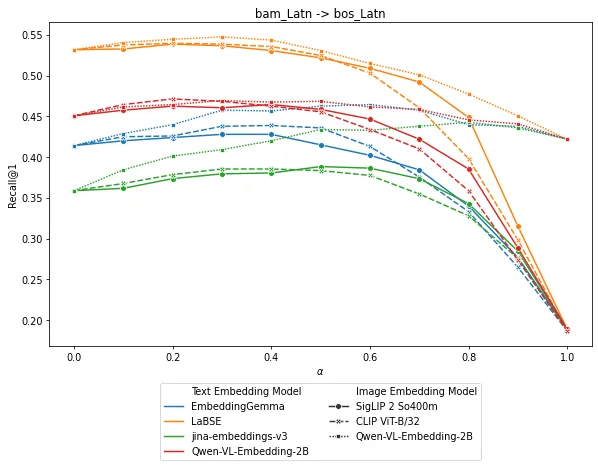 bam_Latn -> bos_Latn
0.55
0.50
0.45
0.40
0.35
0.30
0.25
0.20
Recall@1
0.0 0.2 0.4 0.6 0.8 1.0
α
Text Embedding Model
EmbeddingGemma
LaBSE
jina-embeddings-v3
Qwen-VL-Embedding-2B
Image Embedding Model
SigLIP 2 So400m
CLIP ViT-B/32
Qwen-VL-Embedding-2B